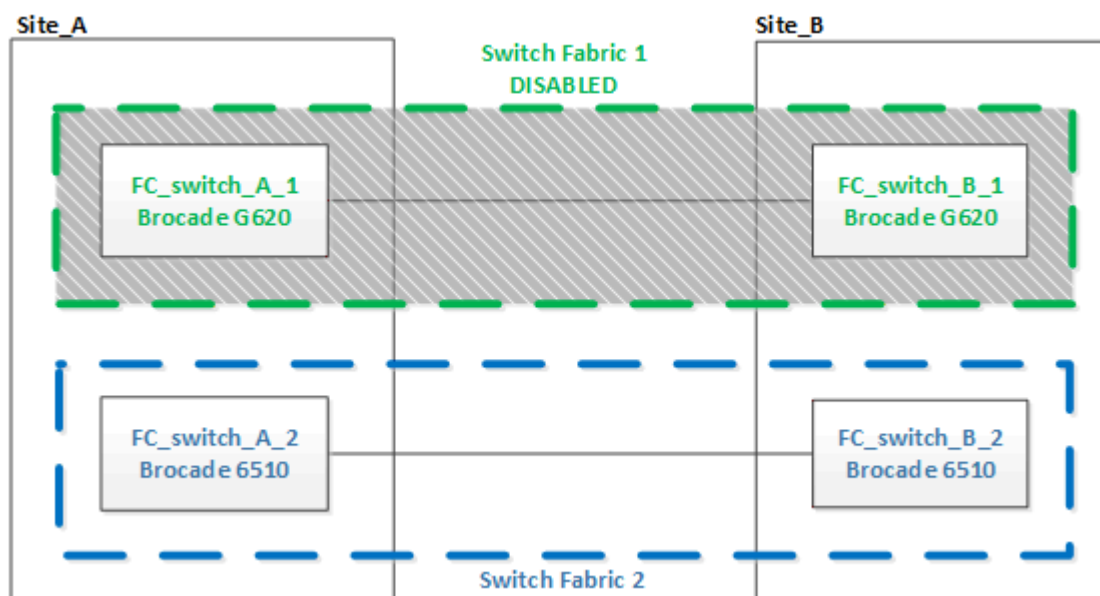 Site_A
Site_B
Switch Fabric 1
DISABLED
FC_switch_A_1
Brocade G620
FC_switch_B_1
Brocade G620
FC_switch_A_2
Brocade 6510
FC_switch_B_2
Brocade 6510
Switch Fabric 2